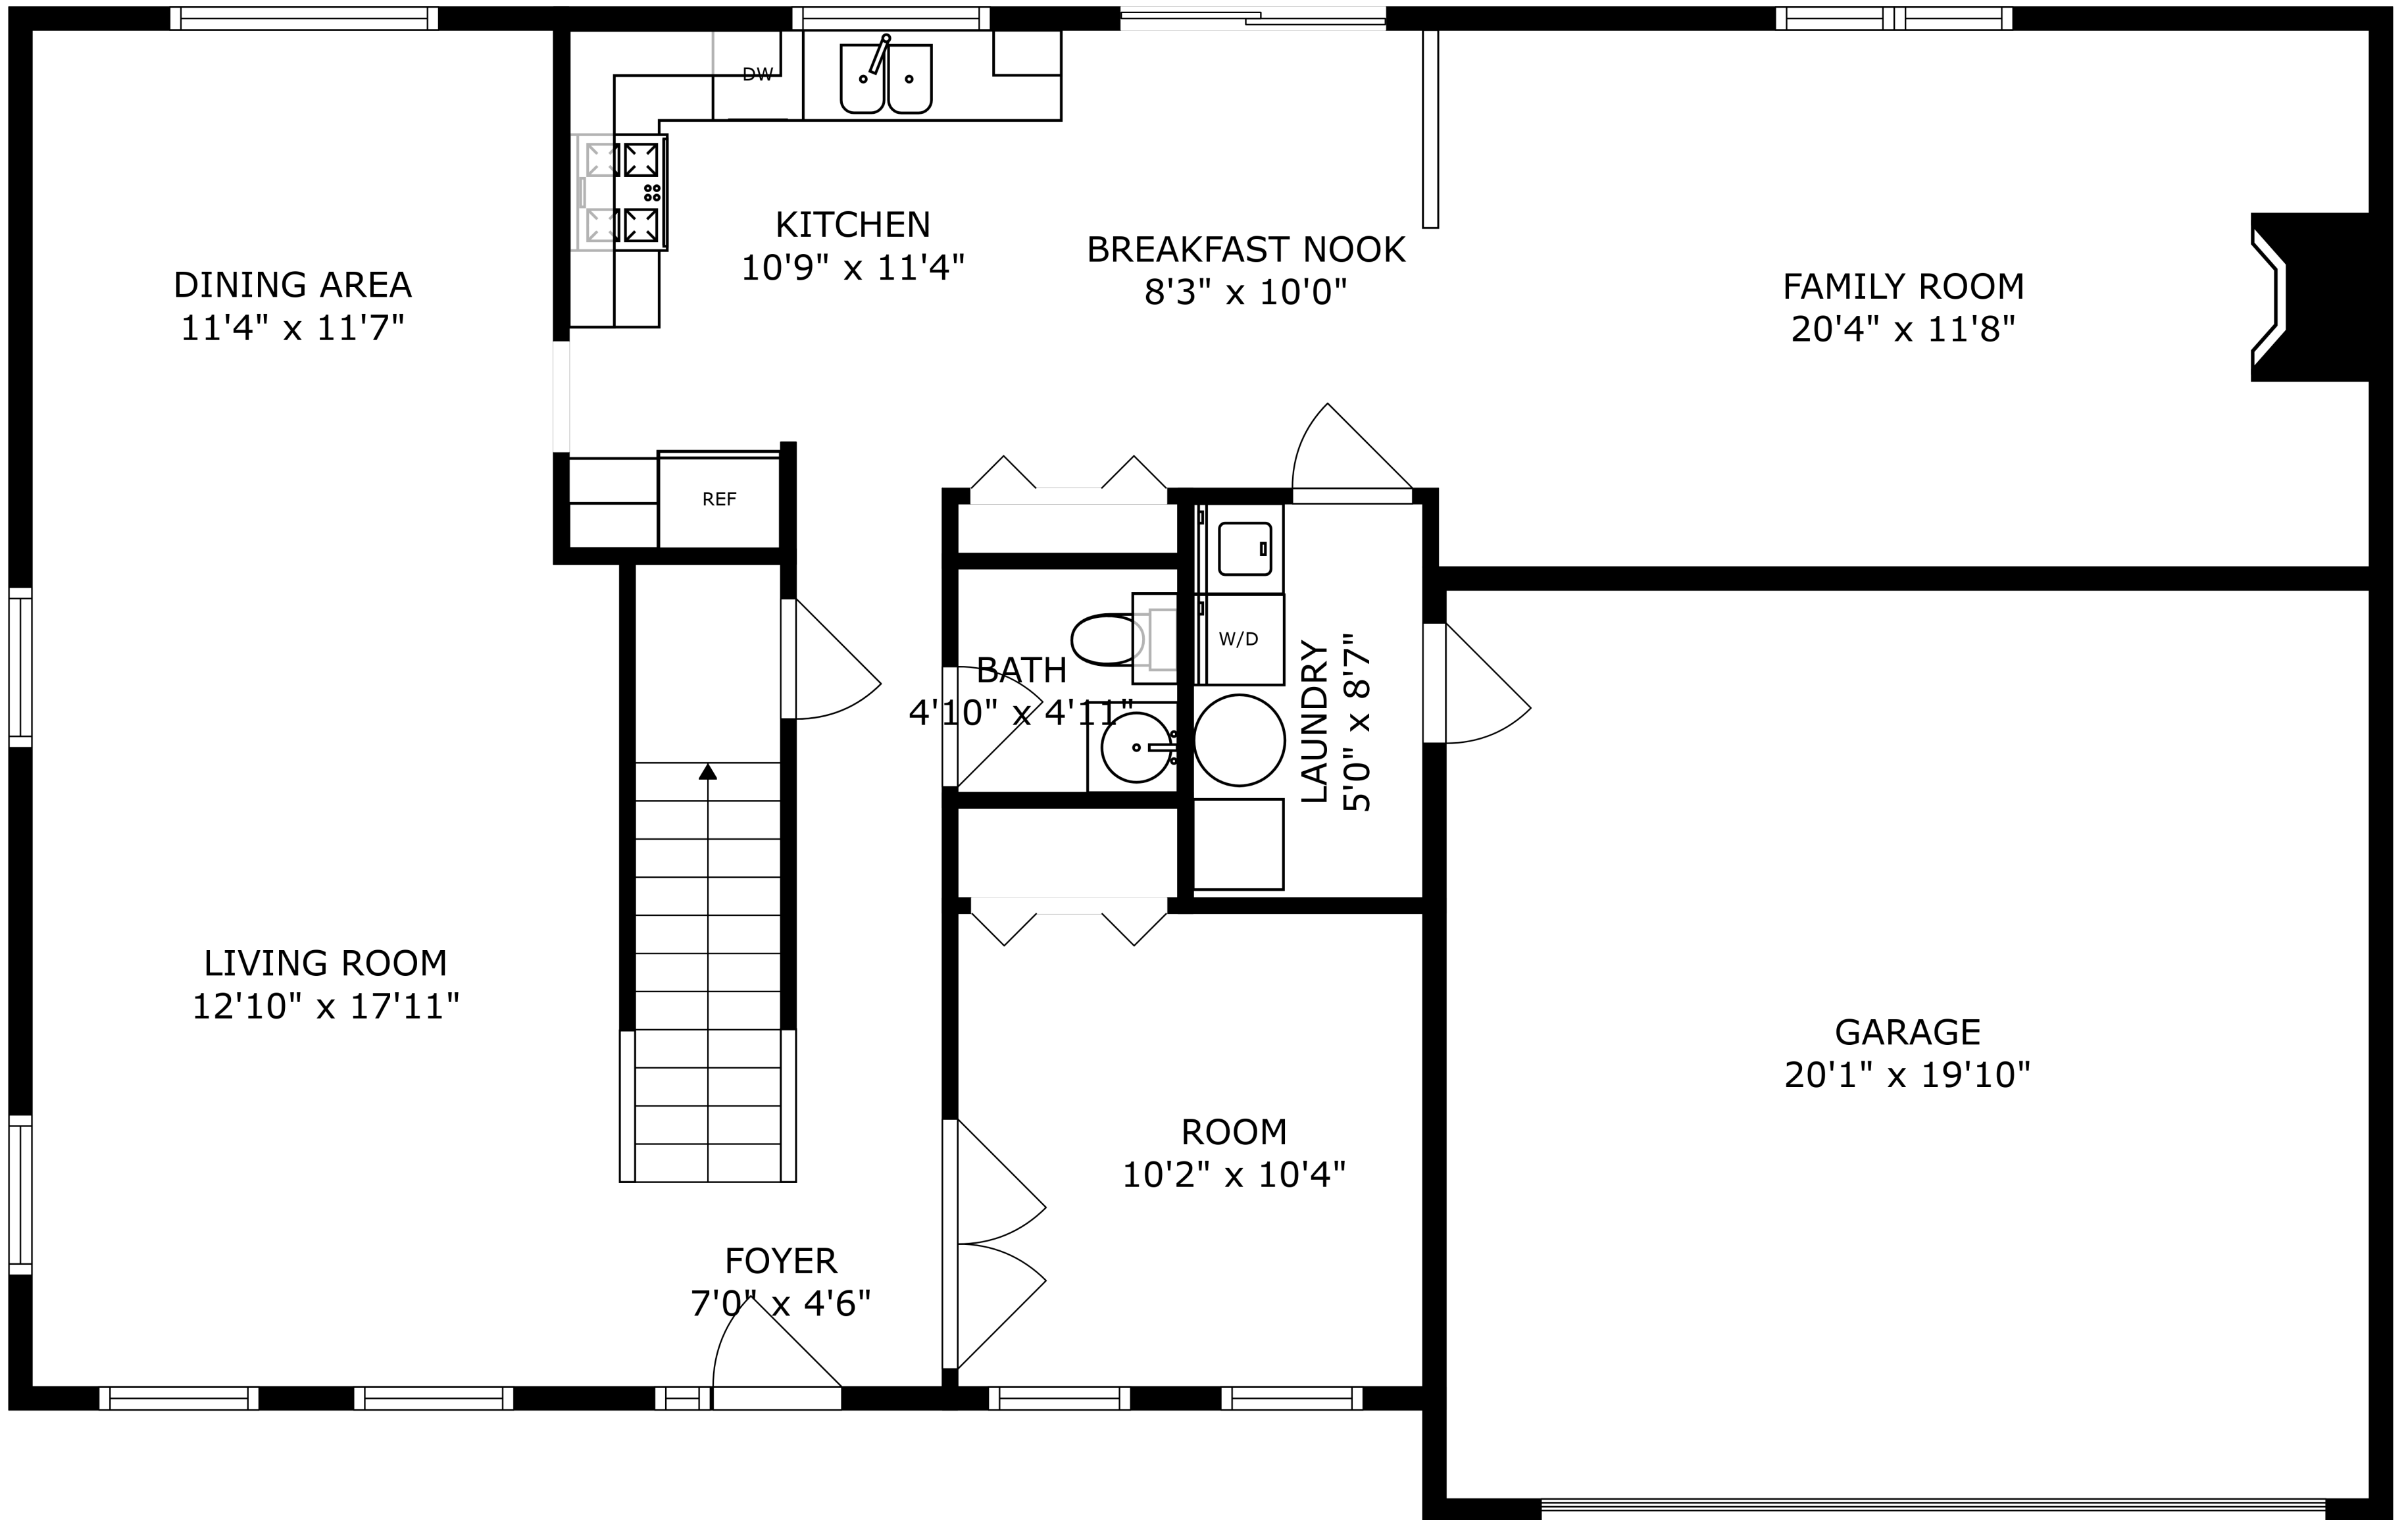 DW
KITCHEN
10'9" x 11'4"
BREAKFAST NOOK
8'3" x 10'0"
DINING AREA
11'4" x 11'7"
FAMILY ROOM
20'4" x 11'8"
REF
W/D
BATH
4'10" x 4'11"
LAUNDRY
5'0" x 8'7"
LIVING ROOM
12'10" x 17'11"
GARAGE
20'1" x 19'10"
ROOM
10'2" x 10'4"
FOYER
7'0" x 4'6"